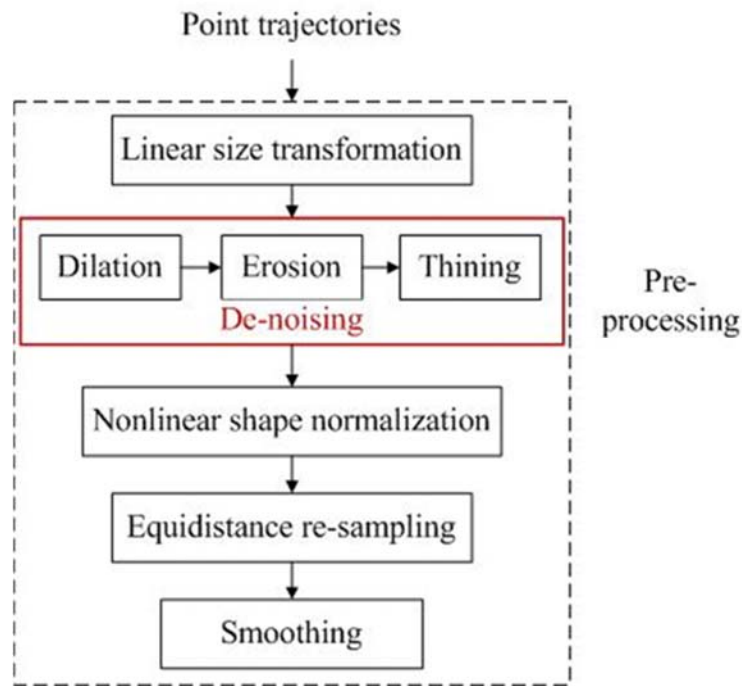 Point trajectories
Linear size transformation
Dilation
Erosion
Thining
De-noising
Pre-
processing
Nonlinear shape normalization
Equidistance re-sampling
Smoothing